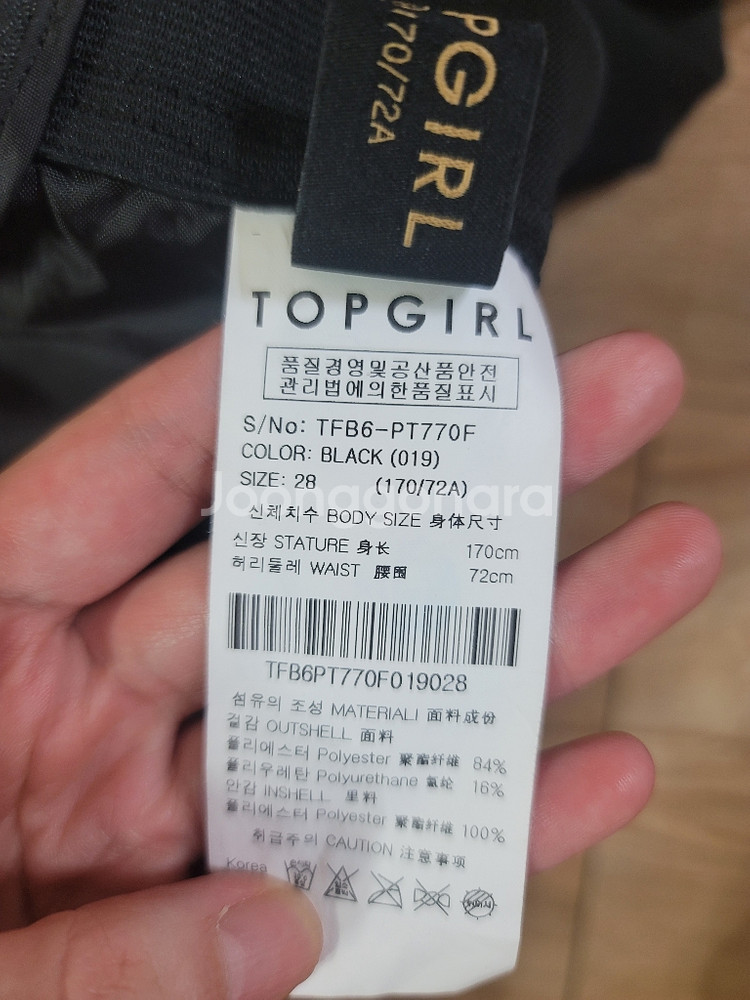 PGIRL
170/72A
TOPGIRL
품질경영및공산품안전
관리법에의한품질표시
S/No: TFB6-PT770F
COLOR: BLACK (019)
SIZE: 28 (170/72A)
Joonggonara
신체치수 BODY SIZE 身体尺寸
신장 STATURE 身长 170cm
허리둘레 WAIST 腰围 72cm
TFB6PT770F019028
섬유의 조성 MATERIALI 面料成份
겉감 OUTSHELL 面料
폴리에스터 Polyester 聚酯纤维 84%
폴리우레탄 Polyurethane 氨纶 16%
안감 INSHELL 里料
폴리에스터 Polyester 聚酯纤维 100%
취급주의 CAUTION 注意事项
Korea